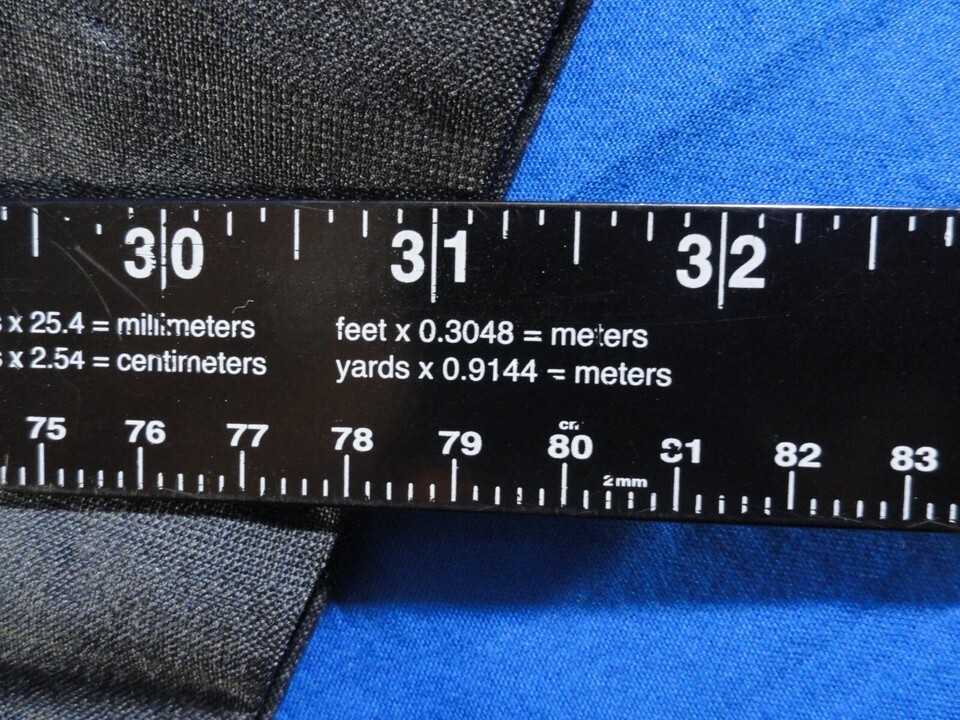 30 31 32
s x 25.4 = millimeters feet x 0.3048 = meters
s x 2.54 = centimeters yards x 0.9144 = meters
cm
75 76 77 78 79 80 81 82 83
2mm